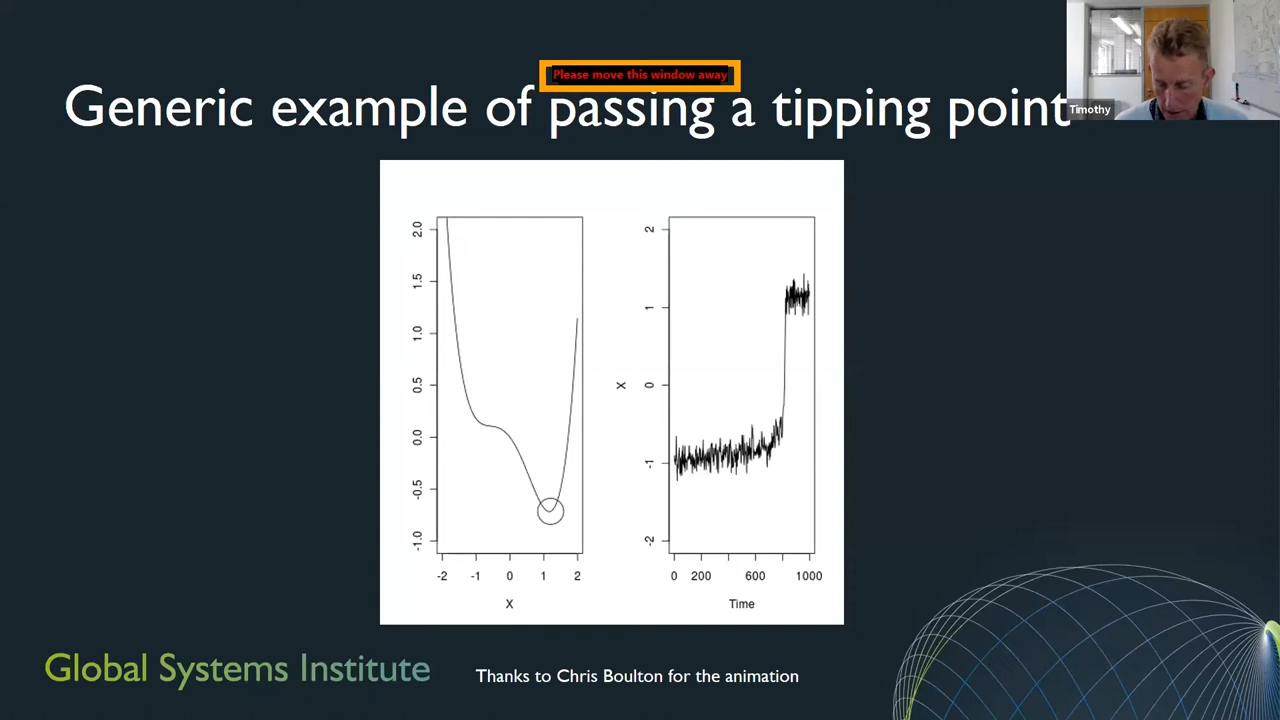 Please move this window away
Generic example of passing a tipping point
Timothy
2.0
1.5
1.0
0.5
0.0
-0.5
-1.0
-2 -1 0 1 2
X
2
1
0
-1
-2
X
0 200 600 1000
Time
Global Systems Institute
Thanks to Chris Boulton for the animation